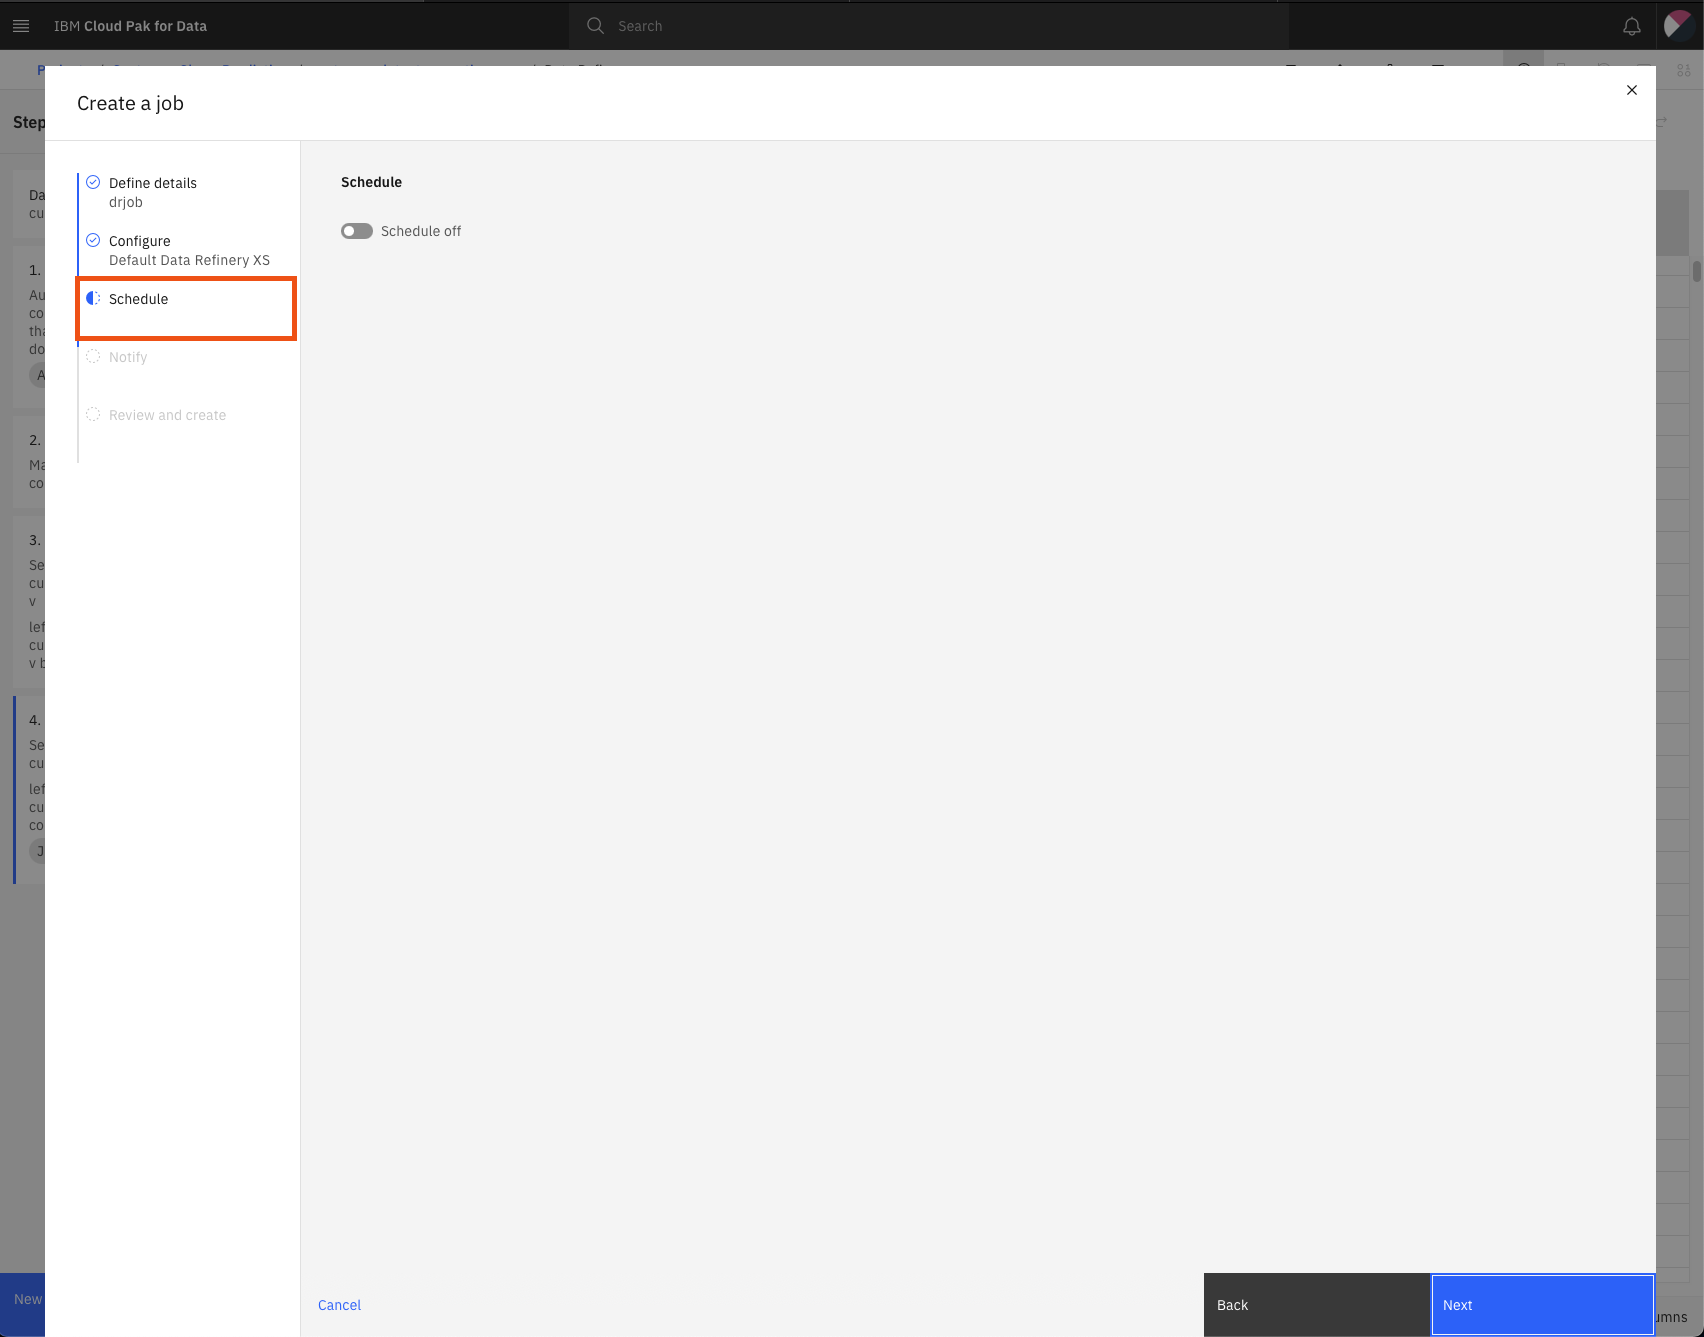 IBM Cloud Pak for Data
Search
Create a job
Step
Define details
drjob
Configure
Default Data Refinery XS
Schedule
Notify
Review and create
Schedule
Schedule off
Da
cu
1.
Au
co
tha
do
A
2.
Ma
co
3.
Se
cu
v
lef
cu
v b
4.
Se
cu
lef
cu
co
J
New
Cancel
Back
Next
umns